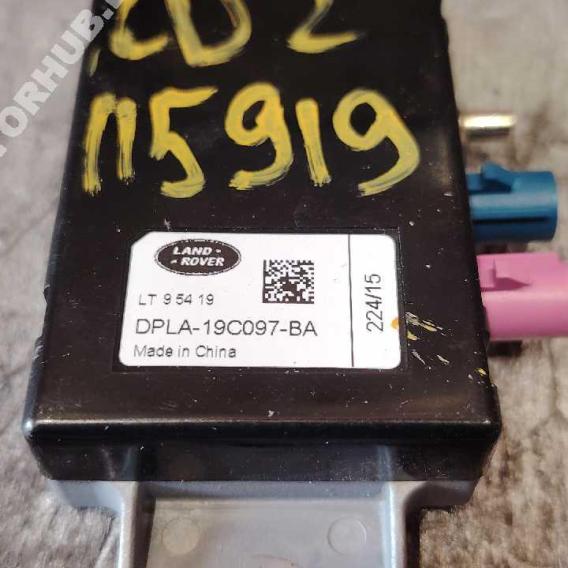 CD2
115919
LAND-
-ROVER
LT 9 54 19
DPLA-19C097-BA
Made in China
224/15